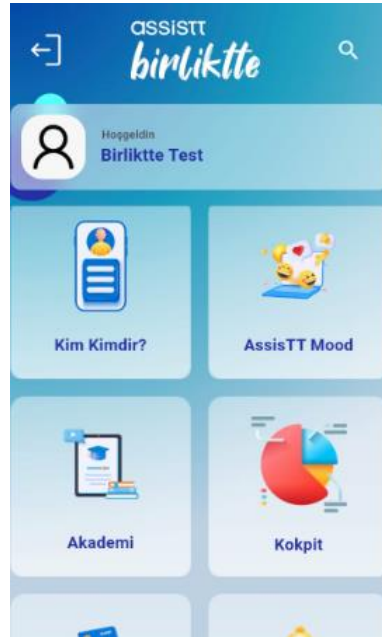 assistt
birliktte
Hoşgeldin
Birliktte Test
Kim Kimdir?
AssisTT Mood
Akademi
Kokpit